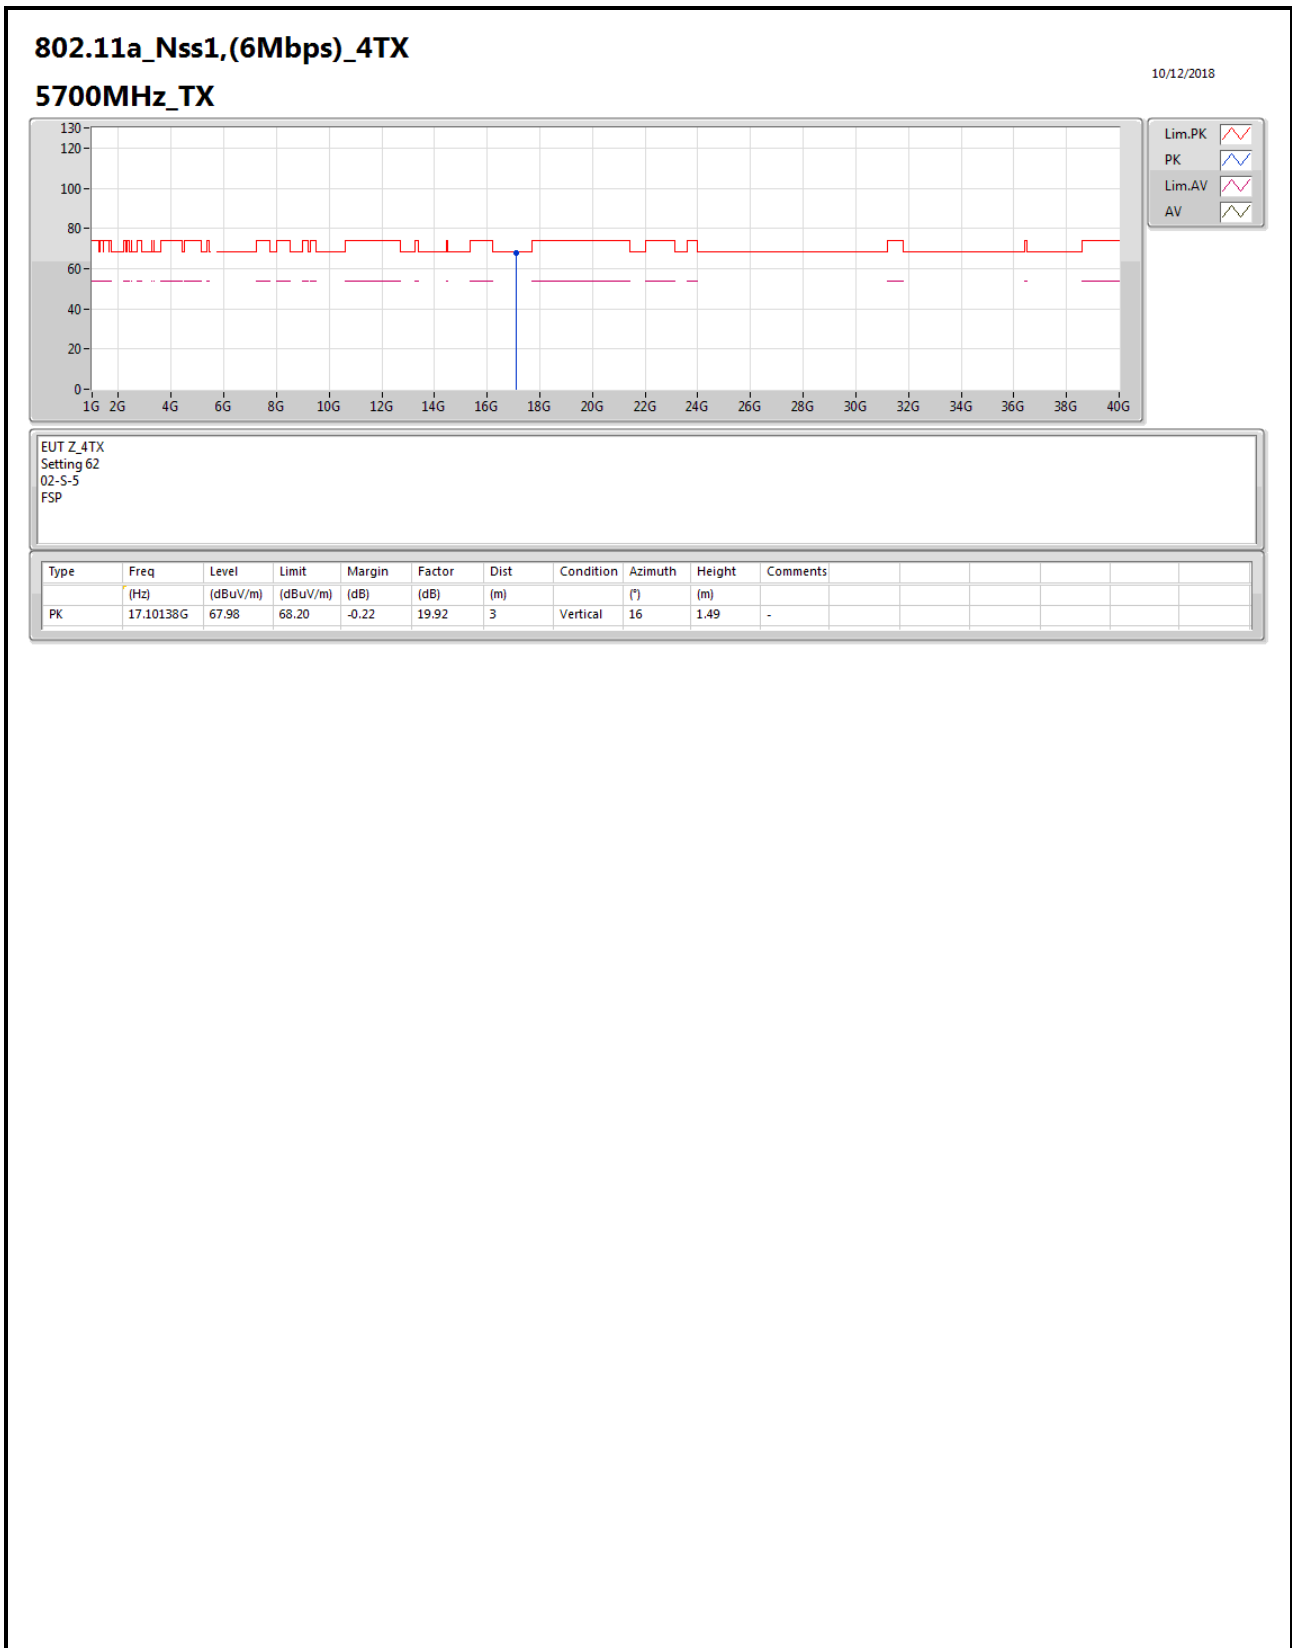 802.11a_Nss1,(6Mbps)_4TX
10/12/2018
5700MHz_TX
130
120
100
80
60
40
20
0
1G 2G 4G 6G 8G 10G 12G 14G 16G 18G 20G 22G 24G 26G 28G 30G 32G 34G 36G 38G 40G
Lim.PK
PK
Lim.AV
AV
EUT Z_4TX
Setting 62
02-S-5
FSP
Type Freq Level Limit Margin Factor Dist Condition Azimuth Height Comments
(Hz) (dBuV/m) (dBuV/m) (dB) (dB) (m) (°) (m)
PK 17.10138G 67.98 68.20 -0.22 19.92 3 Vertical 16 1.49 -